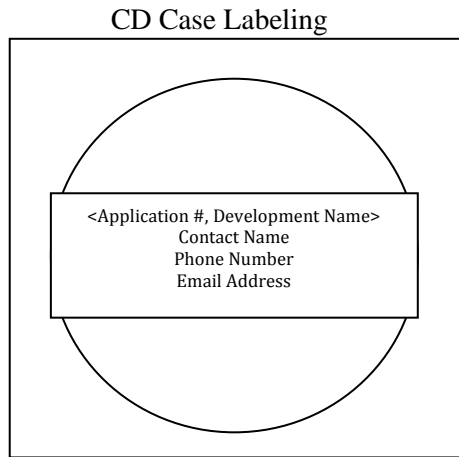 CD Case Labeling
<Application #, Development Name>
Contact Name
Phone Number
Email Address